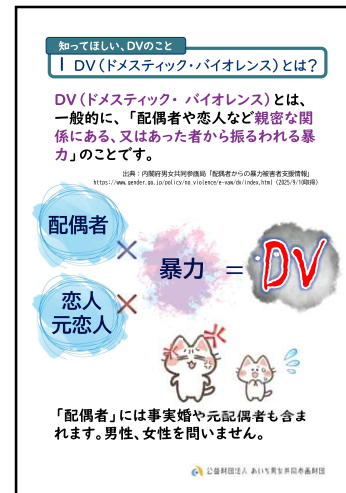 知ってほしい、DVのこと
1 DV(ドメスティック・バイオレンス)とは?
DV(ドメスティック・ バイオレンス)とは、
一般的に、「配偶者や恋人など親密な関
係にある、又はあった者から振るわれる暴
力」のことです。
出典:内閣府男女共同参画局「配偶者からの暴力被害者支援情報」
https://www.gender.go.jp/policy/no_violence/e-vaw/dv/index.html(2025/9/10取得)
配偶者
×
暴力 = DV
恋人
元恋人
×
「配偶者」には事実婚や元配偶者も含ま
れます。男性、女性を問いません。
公益財団法人 あいち男女共同参画財団